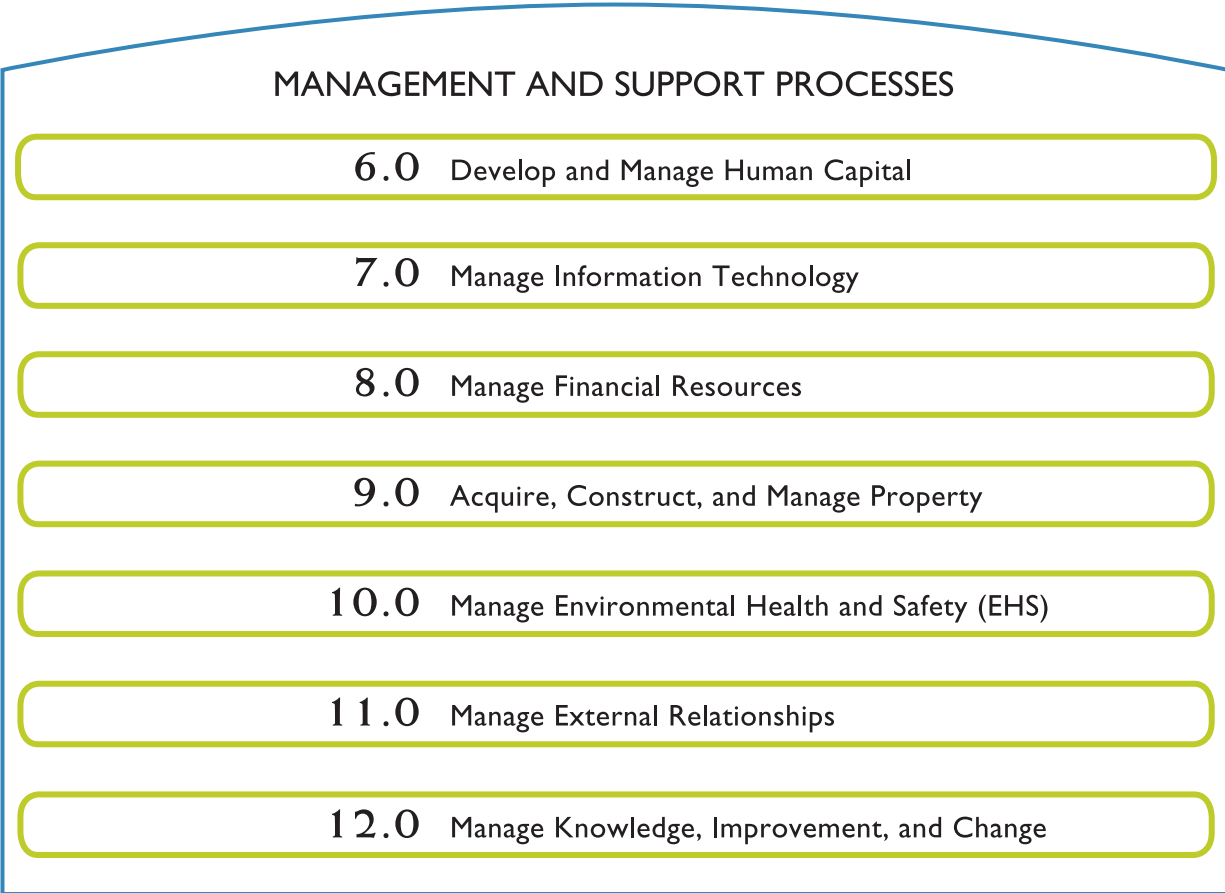 MANAGEMENT AND SUPPORT PROCESSES
6.0 Develop and Manage Human Capital
7.0 Manage Information Technology
8.0 Manage Financial Resources
9.0 Acquire, Construct, and Manage Property
10.0 Manage Environmental Health and Safety (EHS)
11.0 Manage External Relationships
12.0 Manage Knowledge, Improvement, and Change